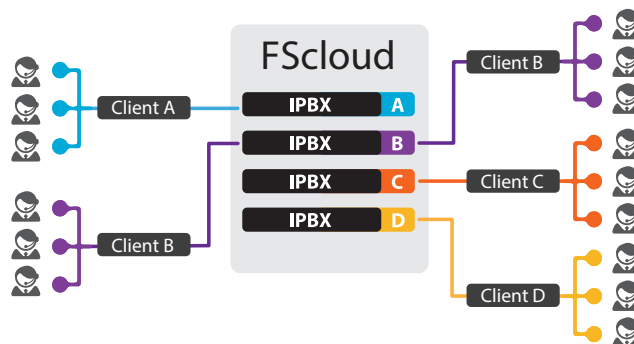 FScloud
Client A
Client B
IPBX A
IPBX B
IPBX C
IPBX D
Client B
Client C
Client D